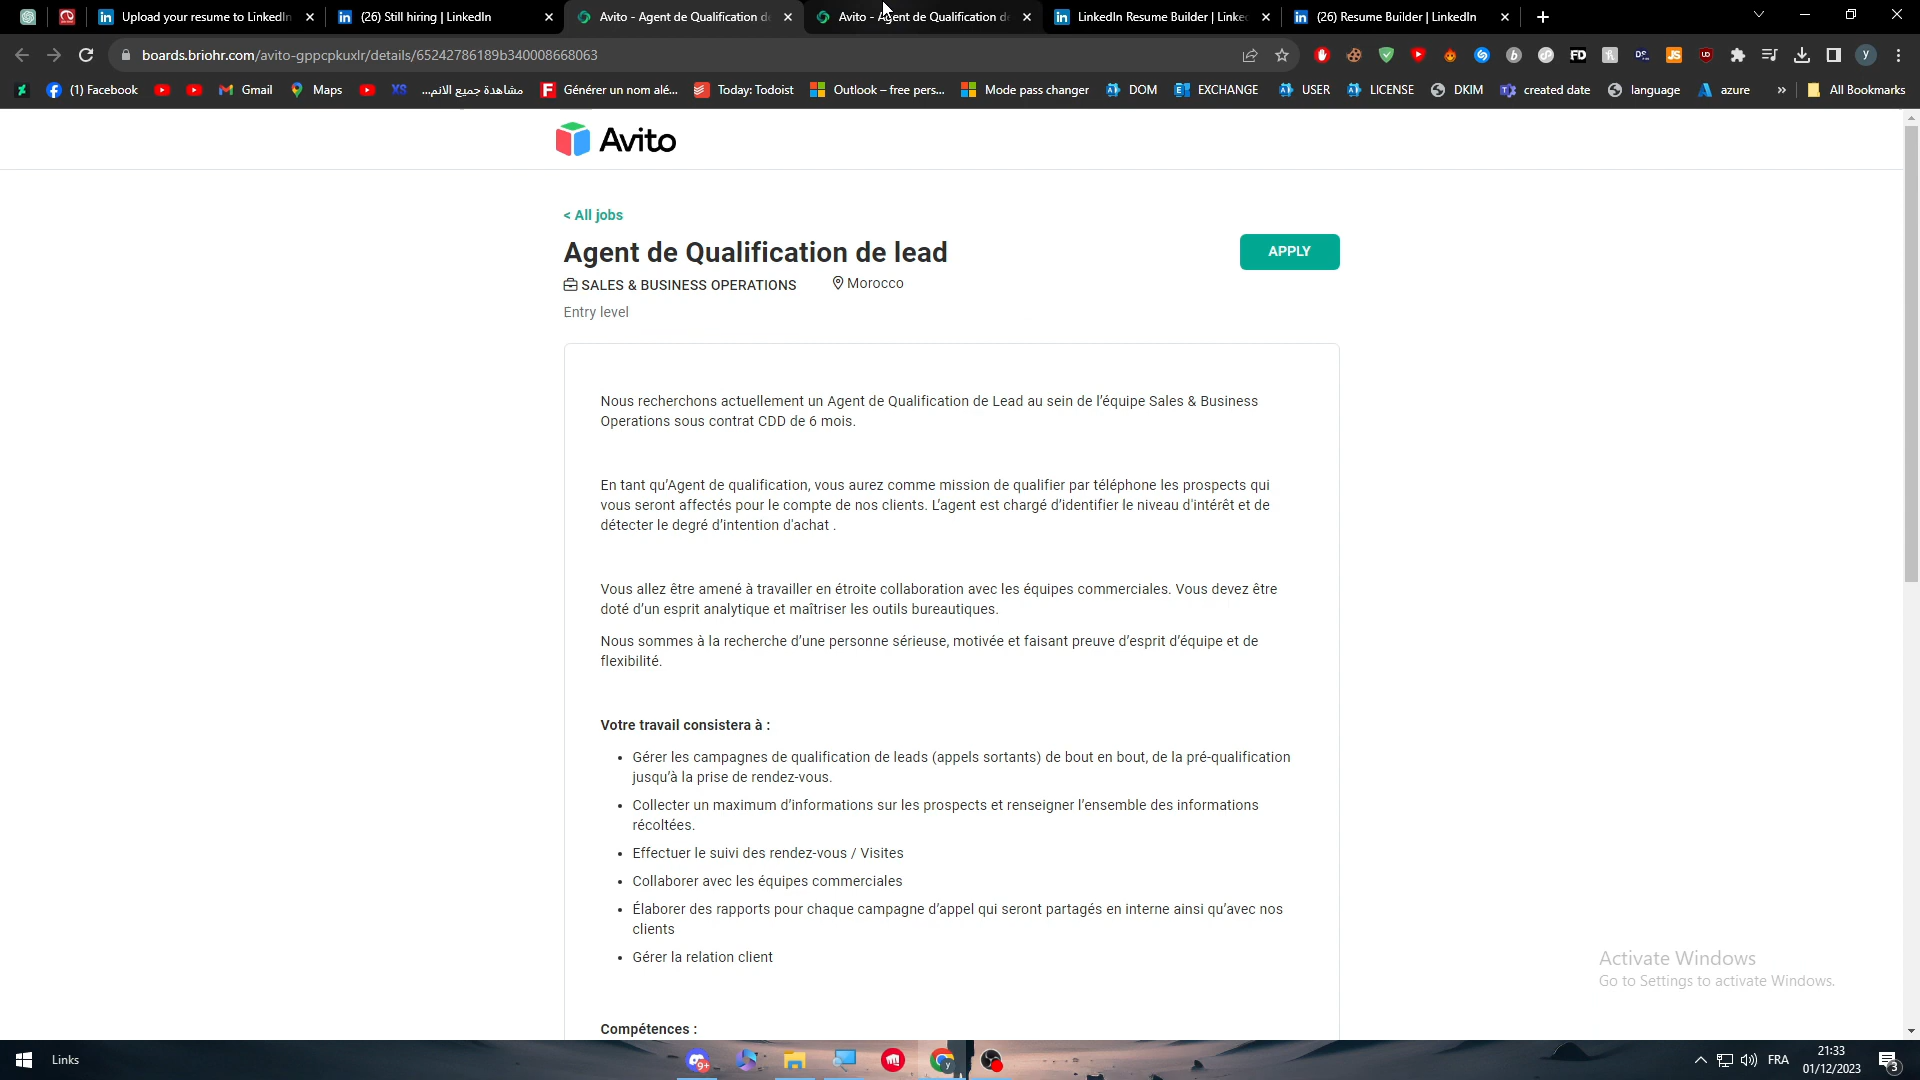 Upload your resume to LinkedIn
(26) Still hiring | LinkedIn
Avito - Agent de Qualification de
Avito - Agent de Qualification de
LinkedIn Resume Builder | Linke
(26) Resume Builder | LinkedIn
boards.briohr.com/avito-gppcpkuxlr/details/65242786189b340008668063
(1) Facebook
Gmail
Maps
XS
مشاهدة جميع الانم...
Générer un nom alé...
Today: Todoist
Outlook – free pers...
Mode pass changer
DOM
EXCHANGE
USER
LICENSE
DKIM
created date
language
azure
»
All Bookmarks
Avito
< All jobs
Agent de Qualification de lead
APPLY
SALES & BUSINESS OPERATIONS
Morocco
Entry level
Nous recherchons actuellement un Agent de Qualification de Lead au sein de l’équipe Sales & Business
Operations sous contrat CDD de 6 mois.
En tant qu’Agent de qualification, vous aurez comme mission de qualifier par téléphone les prospects qui
vous seront affectés pour le compte de nos clients. L’agent est chargé d’identifier le niveau d'intérêt et de
détecter le degré d’intention d'achat .
Vous allez être amené à travailler en étroite collaboration avec les équipes commerciales. Vous devez être
doté d’un esprit analytique et maîtriser les outils bureautiques.
Nous sommes à la recherche d’une personne sérieuse, motivée et faisant preuve d’esprit d’équipe et de
flexibilité.
Votre travail consistera à :
• Gérer les campagnes de qualification de leads (appels sortants) de bout en bout, de la pré-qualification
jusqu’à la prise de rendez-vous.
• Collecter un maximum d’informations sur les prospects et renseigner l’ensemble des informations
récoltées.
• Effectuer le suivi des rendez-vous / Visites
• Collaborer avec les équipes commerciales
• Élaborer des rapports pour chaque campagne d’appel qui seront partagés en interne ainsi qu’avec nos
clients
• Gérer la relation client
Compétences :
Activate Windows
Go to Settings to activate Windows.
Links
FRA
21:33
01/12/2023
3